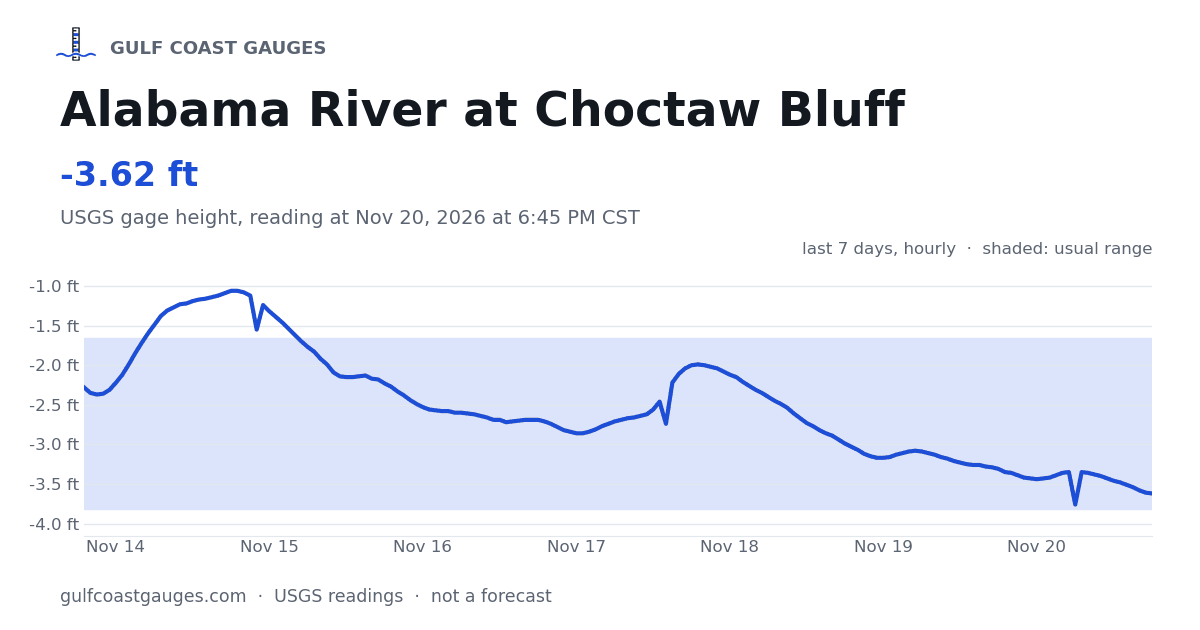 GULF COAST GAUGES
Alabama River at Choctaw Bluff
-3.62 ft
USGS gage height, reading at Nov 20, 2026 at 6:45 PM CST
last 7 days, hourly · shaded: usual range
-1.0 ft
-1.5 ft
-2.0 ft
-2.5 ft
-3.0 ft
-3.5 ft
-4.0 ft
Nov 14 Nov 15 Nov 16 Nov 17 Nov 18 Nov 19 Nov 20
gulfcoastgauges.com · USGS readings · not a forecast